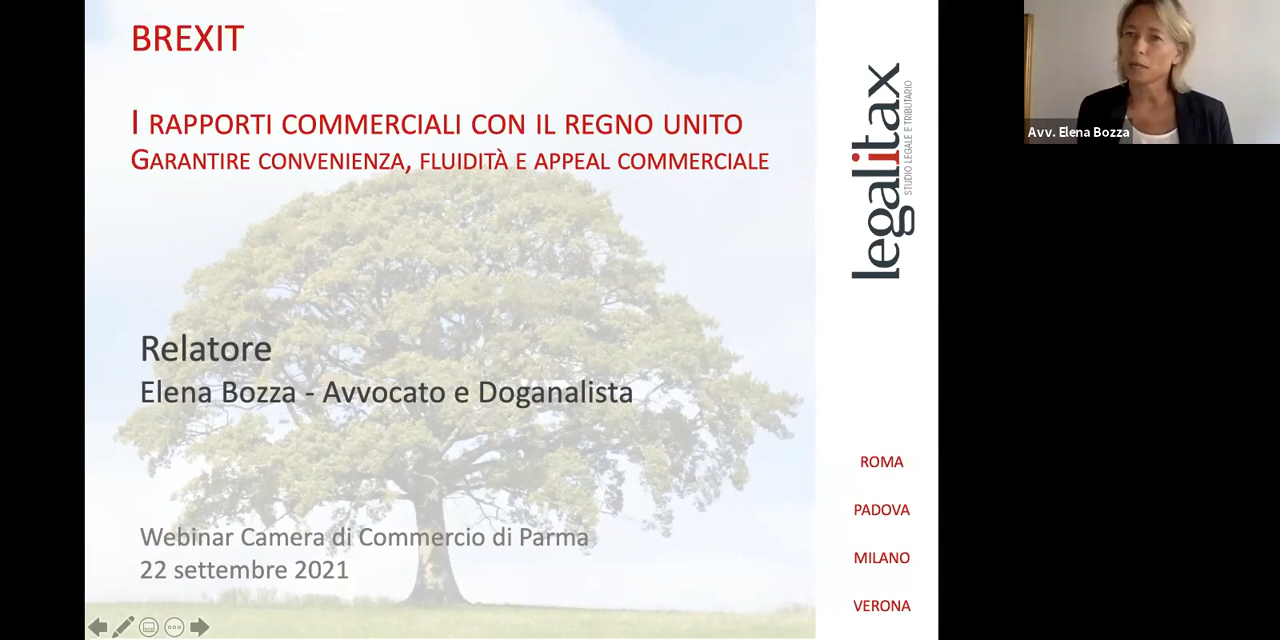 BREXIT
I RAPPORTI COMMERCIALI CON IL REGNO UNITO
GARANTIRE CONVENIENZA, FLUIDITÀ E APPEAL COMMERCIALE
Relatore
Elena Bozza - Avvocato e Doganalista
Webinar Camera di Commercio di Parma
22 settembre 2021
legalitax
STUDIO LEGALE E TRIBUTARIO
ROMA
PADOVA
MILANO
VERONA
Avv. Elena Bozza